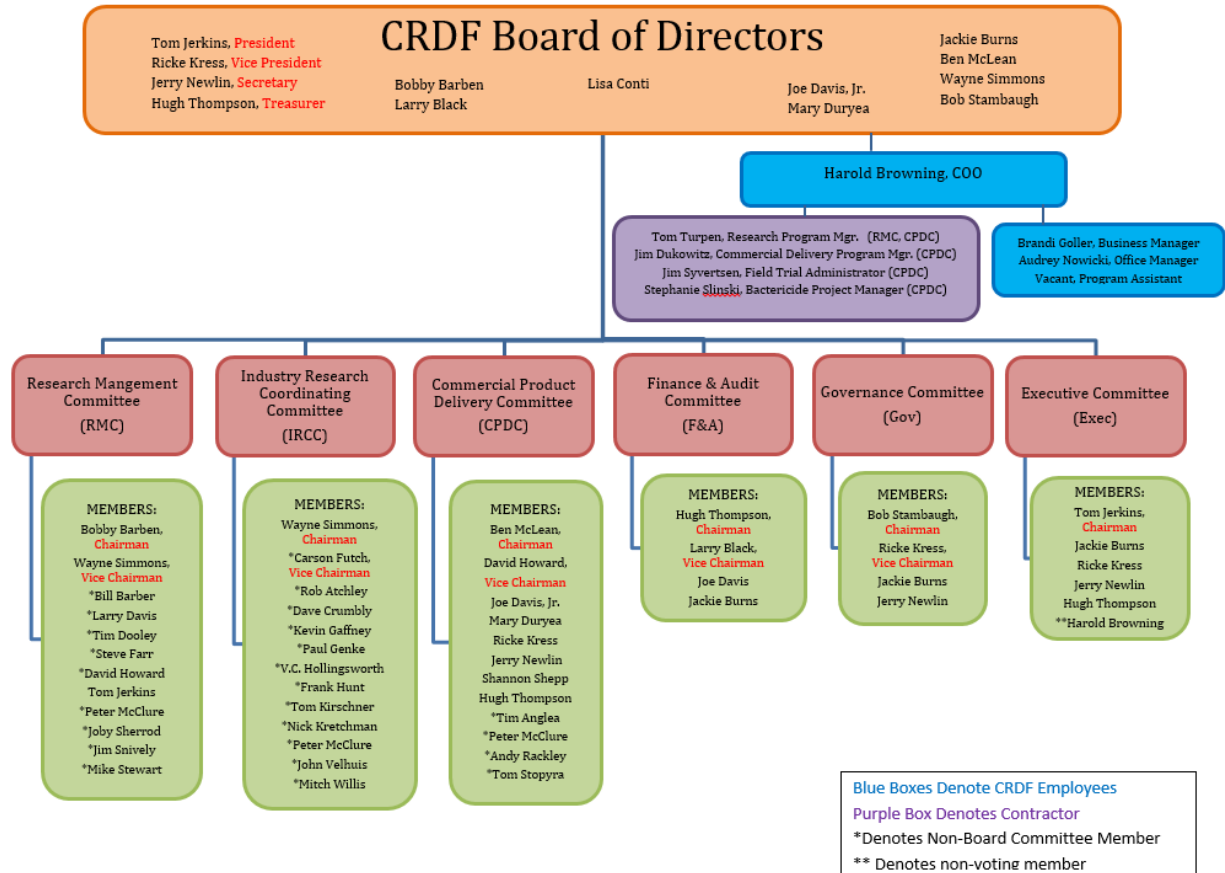 CRDF Board of Directors
Tom Jerkins, President
Ricke Kress, Vice President
Jerry Newlin, Secretary
Hugh Thompson, Treasurer
Bobby Barben
Larry Black
Lisa Conti
Joe Davis, Jr.
Mary Duryea
Jackie Burns
Ben McLean
Wayne Simmons
Bob Stambaugh
Harold Browning, COO
Tom Turpen, Research Program Mgr. (RMC, CPDC)
Jim Dukowitz, Commercial Delivery Program Mgr. (CPDC)
Jim Syvertsen, Field Trial Administrator (CPDC)
Stephanie Slinski, Bactericide Project Manager (CPDC)
Brandi Goller, Business Manager
Audrey Nowicki, Office Manager
Vacant, Program Assistant
Research Mangement
Committee
(RMC)
Industry Research
Coordinating
Committee
(IRCC)
Commercial Product
Delivery Committee
(CPDC)
Finance & Audit
Committee
(F&A)
Governance Committee
(Gov)
Executive Committee
(Exec)
MEMBERS:
Bobby Barben,
Chairman
Wayne Simmons,
Vice Chairman
*Bill Barber
*Larry Davis
*Tim Dooley
*Steve Farr
*David Howard
Tom Jerkins
*Peter McClure
*Joby Sherrod
*Jim Snively
*Mike Stewart
MEMBERS:
Wayne Simmons,
Chairman
*Carson Futch,
Vice Chairman
*Rob Atchley
*Dave Crumbly
*Kevin Gaffney
*Paul Genke
*V.C. Hollingsworth
*Frank Hunt
*Tom Kirschner
*Nick Kretchman
*Peter McClure
*John Velhuis
*Mitch Willis
MEMBERS:
Ben McLean,
Chairman
David Howard,
Vice Chairman
Joe Davis, Jr.
Mary Duryea
Ricke Kress
Jerry Newlin
Shannon Shepp
Hugh Thompson
*Tim Anglea
*Peter McClure
*Andy Rackley
*Tom Stopyra
MEMBERS:
Hugh Thompson,
Chairman
Larry Black,
Vice Chairman
Joe Davis
Jackie Burns
MEMBERS:
Bob Stambaugh,
Chairman
Ricke Kress,
Vice Chairman
Jackie Burns
Jerry Newlin
MEMBERS:
Tom Jerkins,
Chairman
Jackie Burns
Ricke Kress
Jerry Newlin
Hugh Thompson
**Harold Browning
Blue Boxes Denote CRDF Employees
Purple Box Denotes Contractor
*Denotes Non-Board Committee Member
** Denotes non-voting member